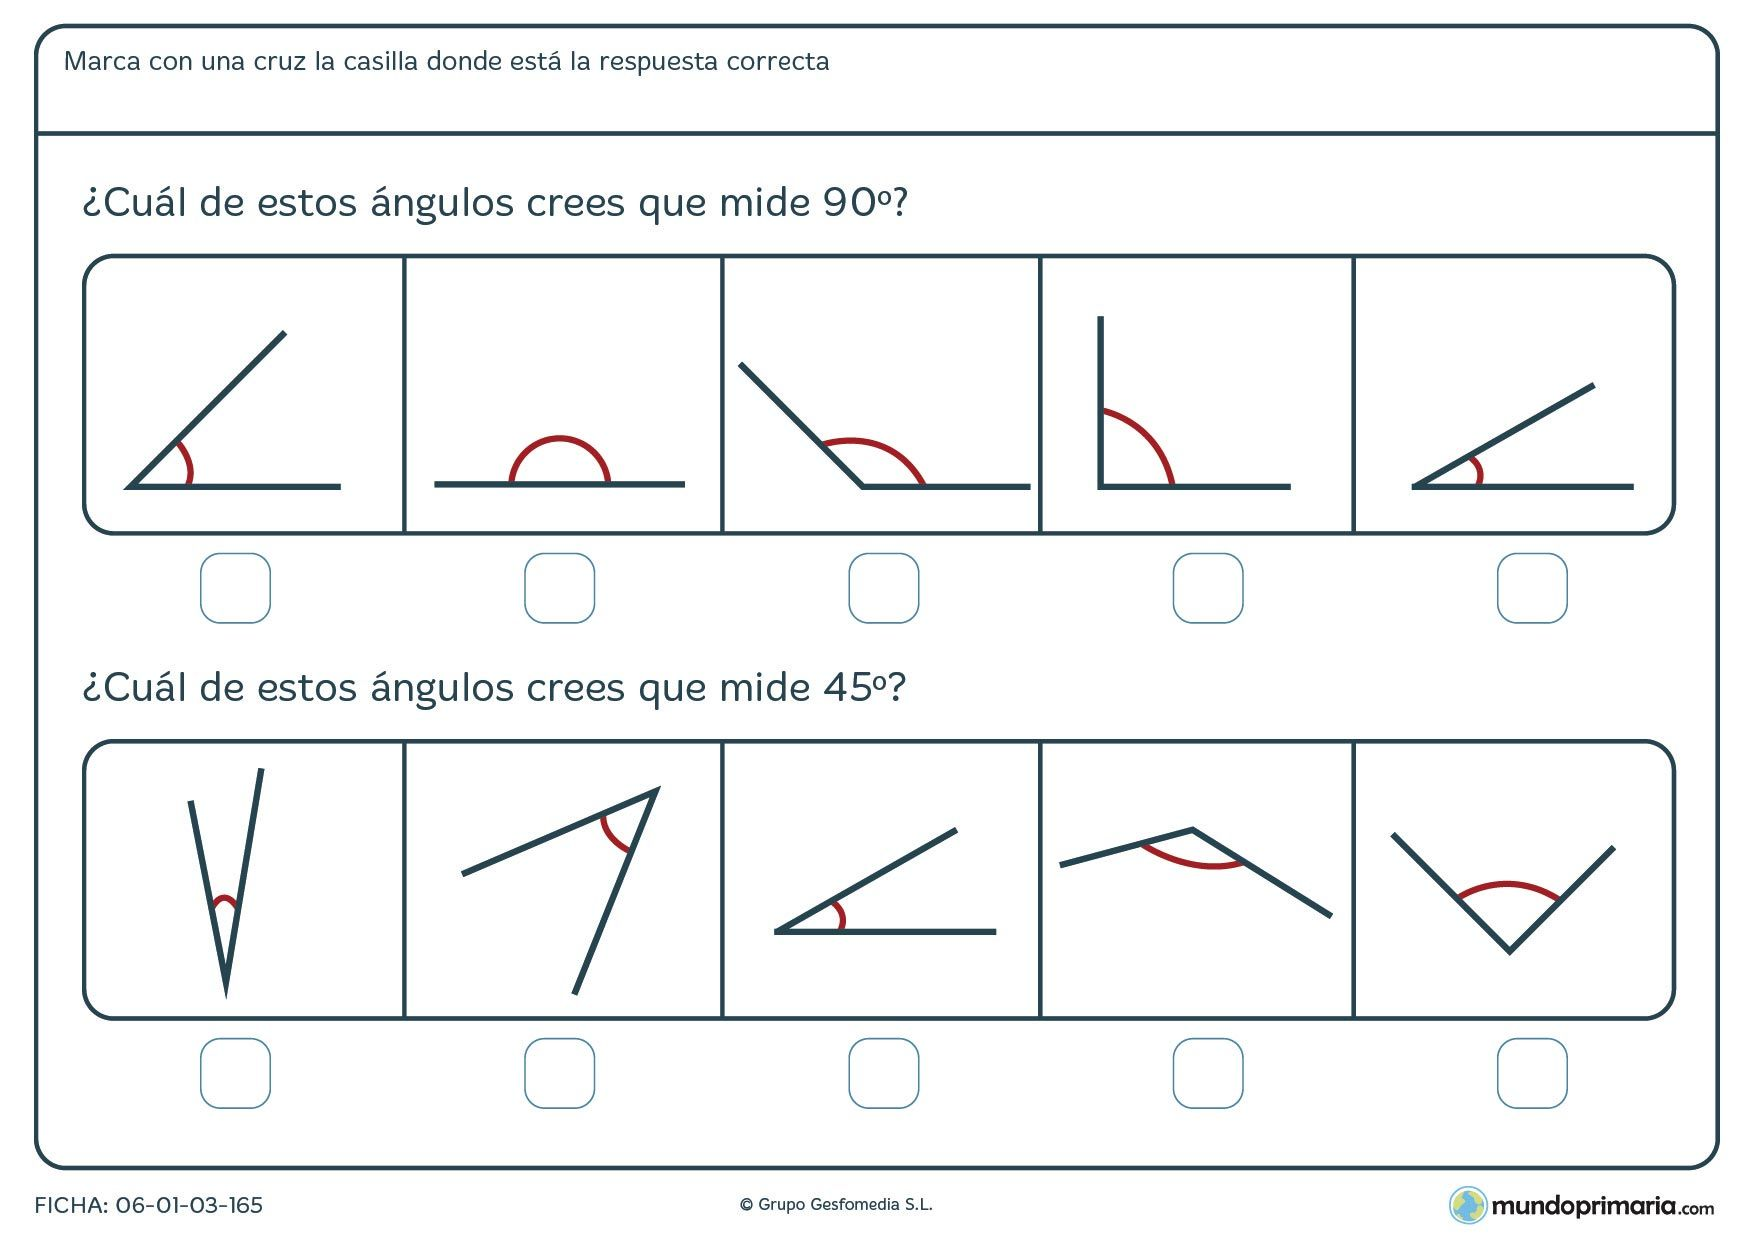 Marca con una cruz la casilla donde está la respuesta correcta
¿Cuál de estos ángulos crees que mide 90º?
¿Cuál de estos ángulos crees que mide 45º?
FICHA: 06-01-03-165
© Grupo Gesfomedia S.L.
mundoprimaria.com